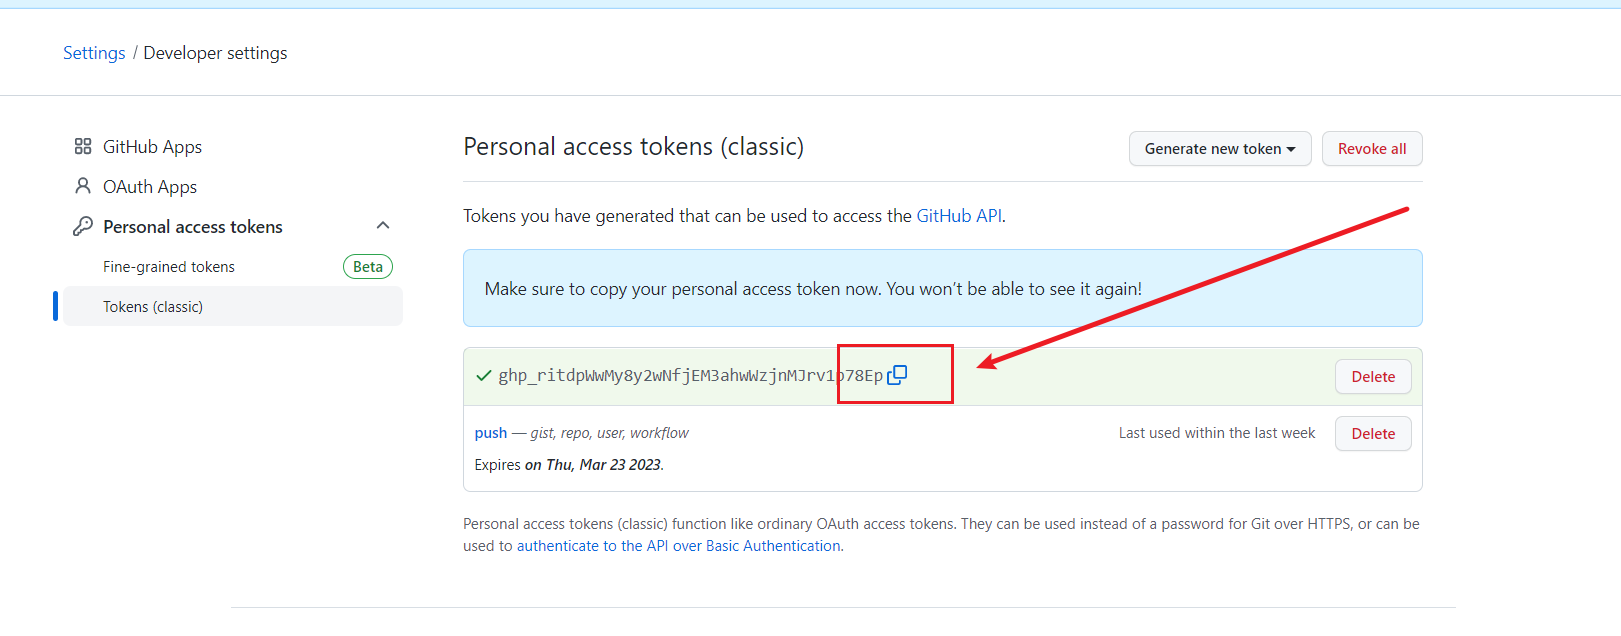 Settings / Developer settings
GitHub Apps
OAuth Apps
Personal access tokens
Fine-grained tokens Beta
Tokens (classic)
Personal access tokens (classic)
Generate new token
Revoke all
Tokens you have generated that can be used to access the GitHub API.
Make sure to copy your personal access token now. You won't be able to see it again!
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
Delete
push — gist, repo, user, workflow
Last used within the last week
Delete
Expires on Thu, Mar 23 2023.
Personal access tokens (classic) function like ordinary OAuth access tokens. They can be used instead of a password for Git over HTTPS, or can be
used to authenticate to the API over Basic Authentication.